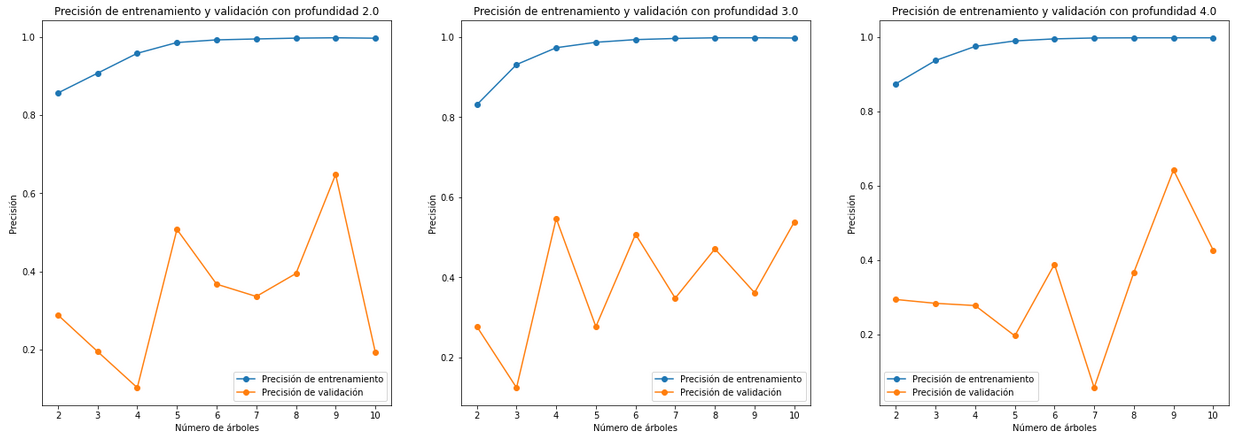 Precisión de entrenamiento y validación con profundidad 2.0
1.0
0.8
0.6
0.4
0.2
Precisión
2 3 4 5 6 7 8 9 10
Número de árboles
Precisión de entrenamiento
Precisión de validación
Precisión de entrenamiento y validación con profundidad 3.0
1.0
0.8
0.6
0.4
0.2
Precisión
2 3 4 5 6 7 8 9 10
Número de árboles
Precisión de entrenamiento
Precisión de validación
Precisión de entrenamiento y validación con profundidad 4.0
1.0
0.8
0.6
0.4
0.2
Precisión
2 3 4 5 6 7 8 9 10
Número de árboles
Precisión de entrenamiento
Precisión de validación